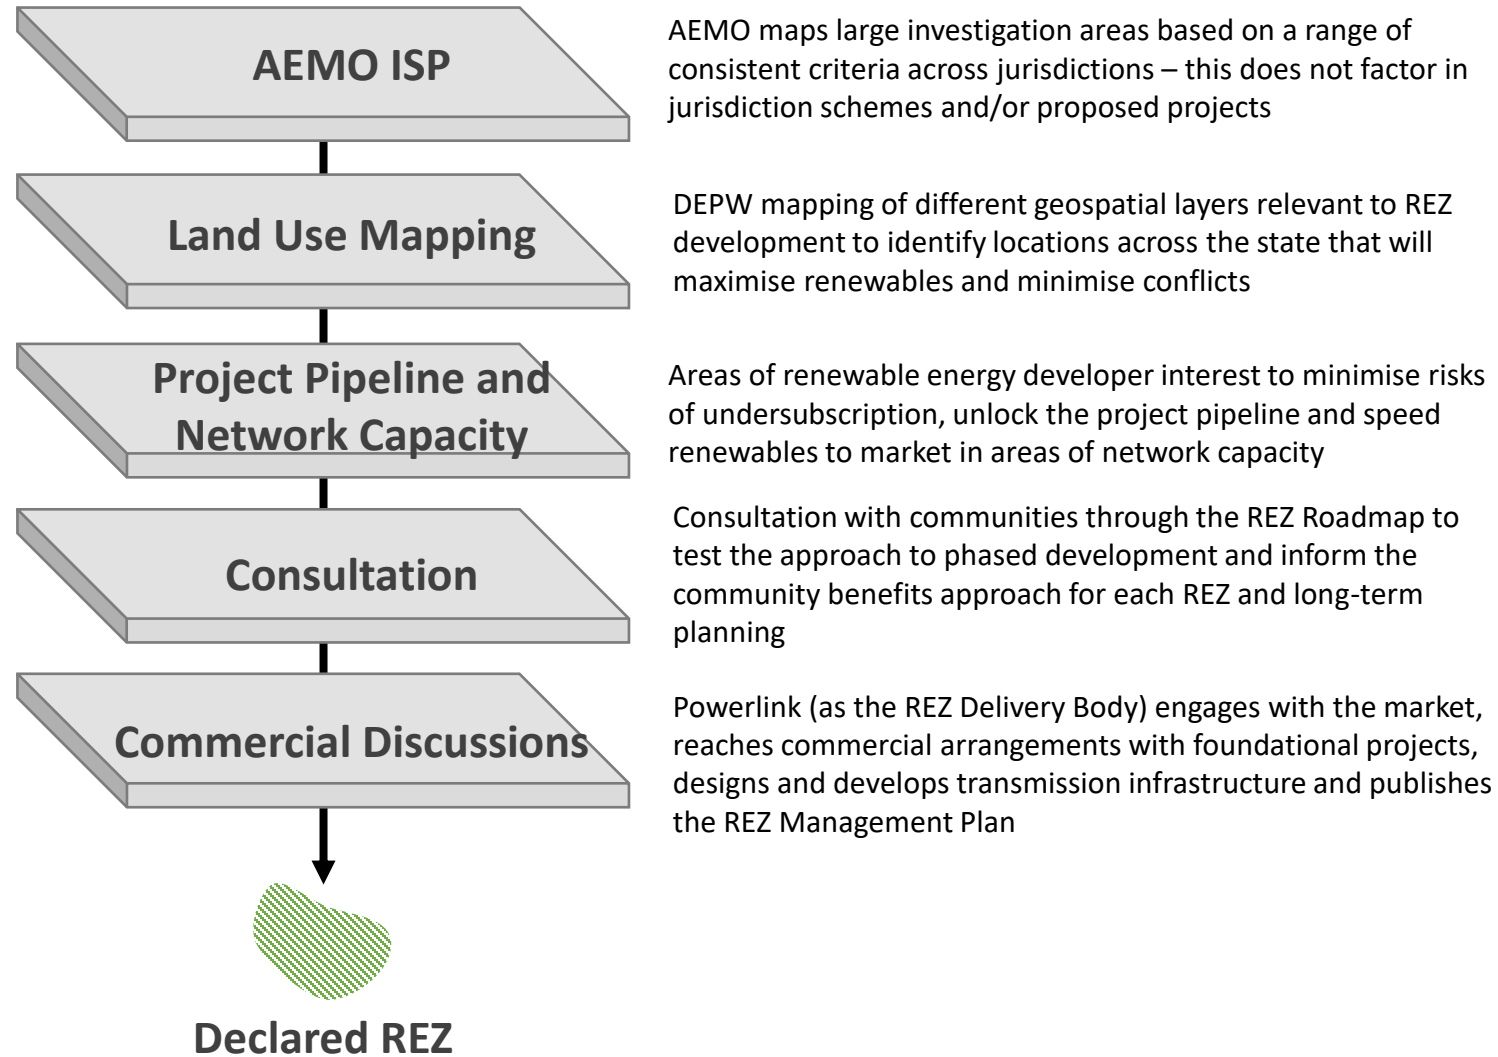 AEMO ISP
AEMO maps large investigation areas based on a range of
consistent criteria across jurisdictions – this does not factor in
jurisdiction schemes and/or proposed projects
Land Use Mapping
DEPW mapping of different geospatial layers relevant to REZ
development to identify locations across the state that will
maximise renewables and minimise conflicts
Project Pipeline and
Network Capacity
Areas of renewable energy developer interest to minimise risks
of undersubscription, unlock the project pipeline and speed
renewables to market in areas of network capacity
Consultation
Consultation with communities through the REZ Roadmap to
test the approach to phased development and inform the
community benefits approach for each REZ and long-term
planning
Commercial Discussions
Powerlink (as the REZ Delivery Body) engages with the market,
reaches commercial arrangements with foundational projects,
designs and develops transmission infrastructure and publishes
the REZ Management Plan
Declared REZ